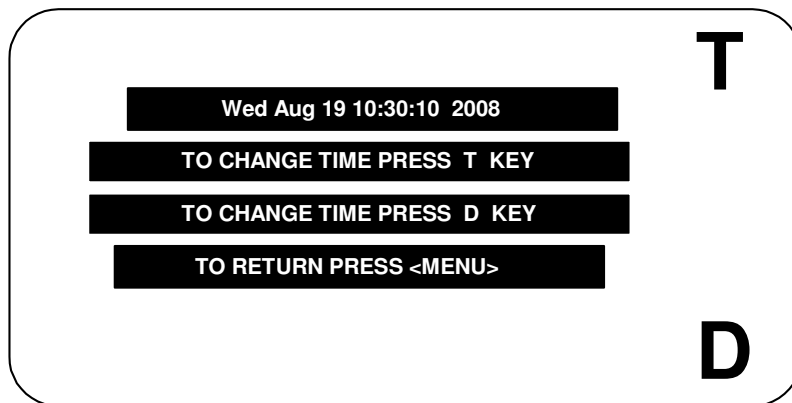 T
Wed Aug 19 10:30:10 2008
TO CHANGE TIME PRESS T KEY
TO CHANGE TIME PRESS D KEY
TO RETURN PRESS <MENU>
D